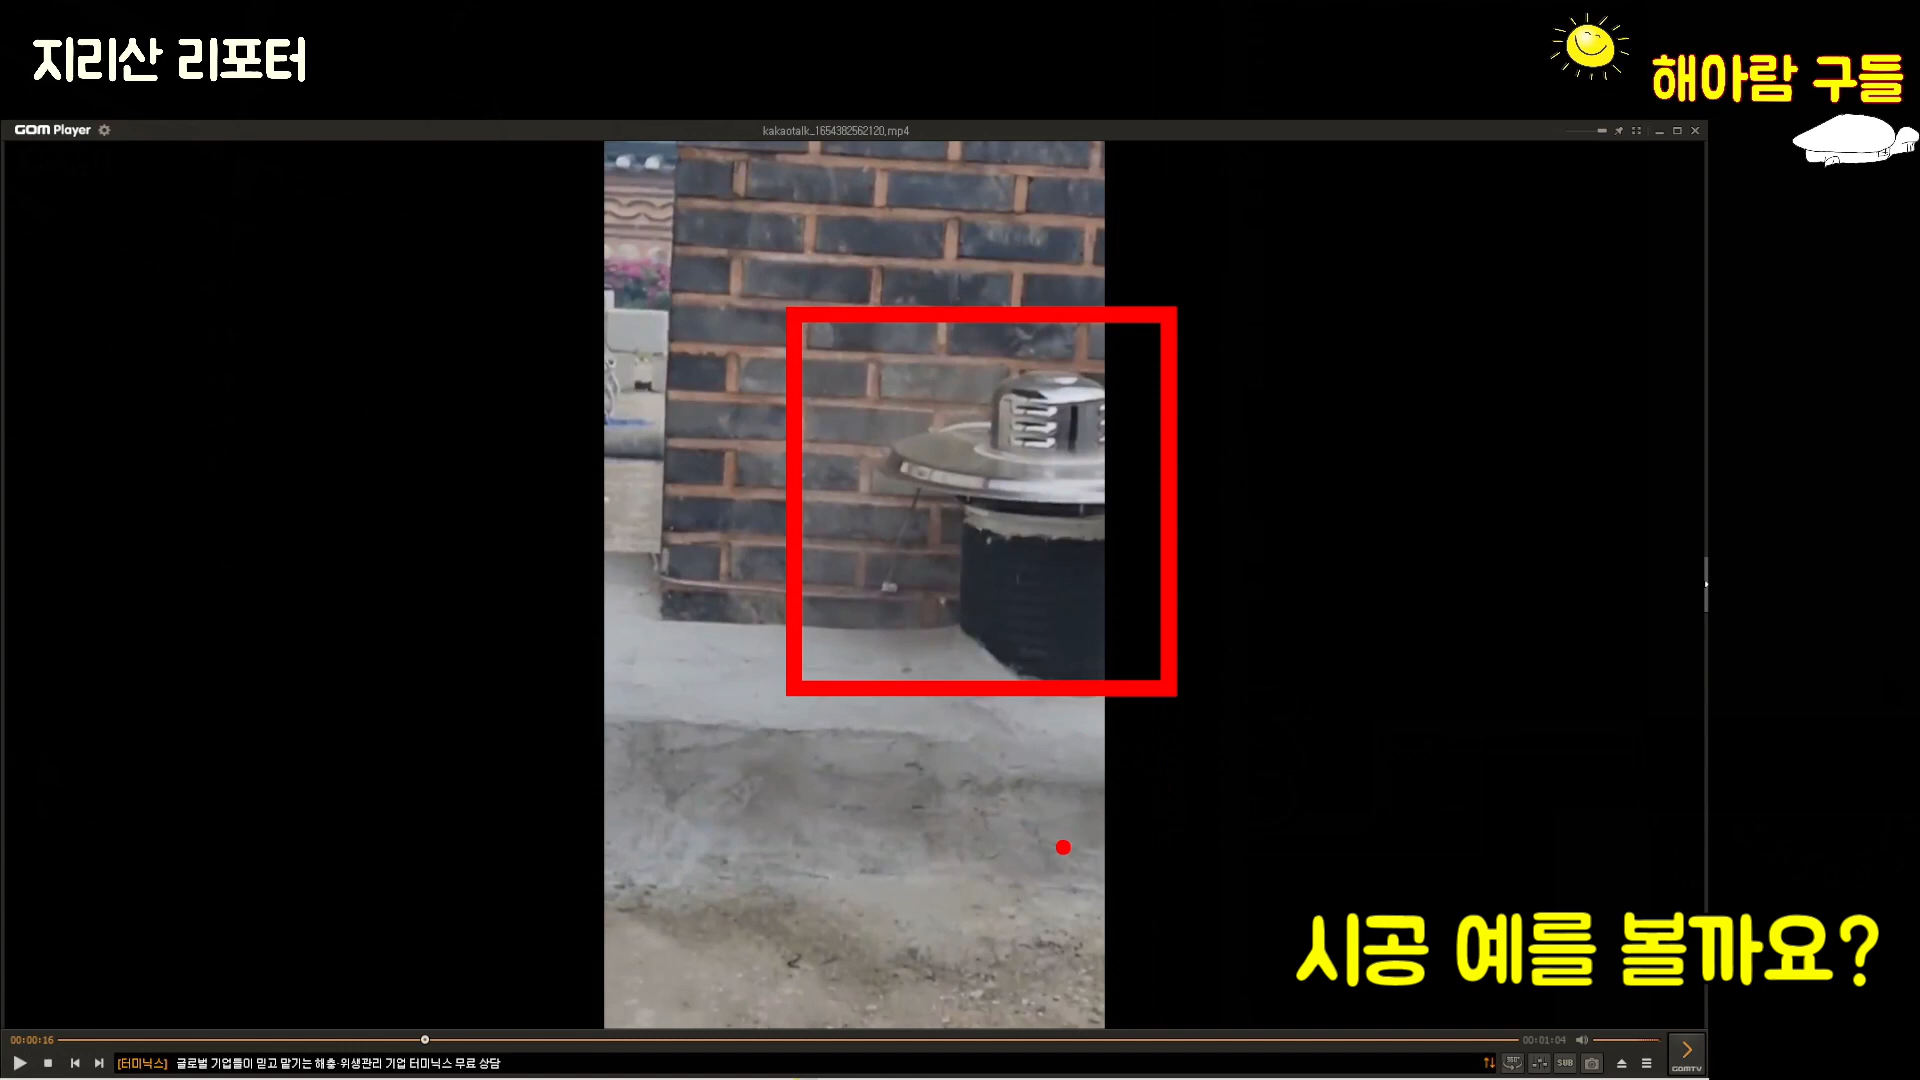 지리산 리포터
해아람 구들
GOM Player
kakaotalk_1654382562120.mp4
시공 예를 볼까요?
00:00:16
00:01:04
[터미닉스] 글로벌 기업들이 믿고 맡기는 해충·위생관리 기업 터미닉스 무료 상담
360°
SUB
GOMTV